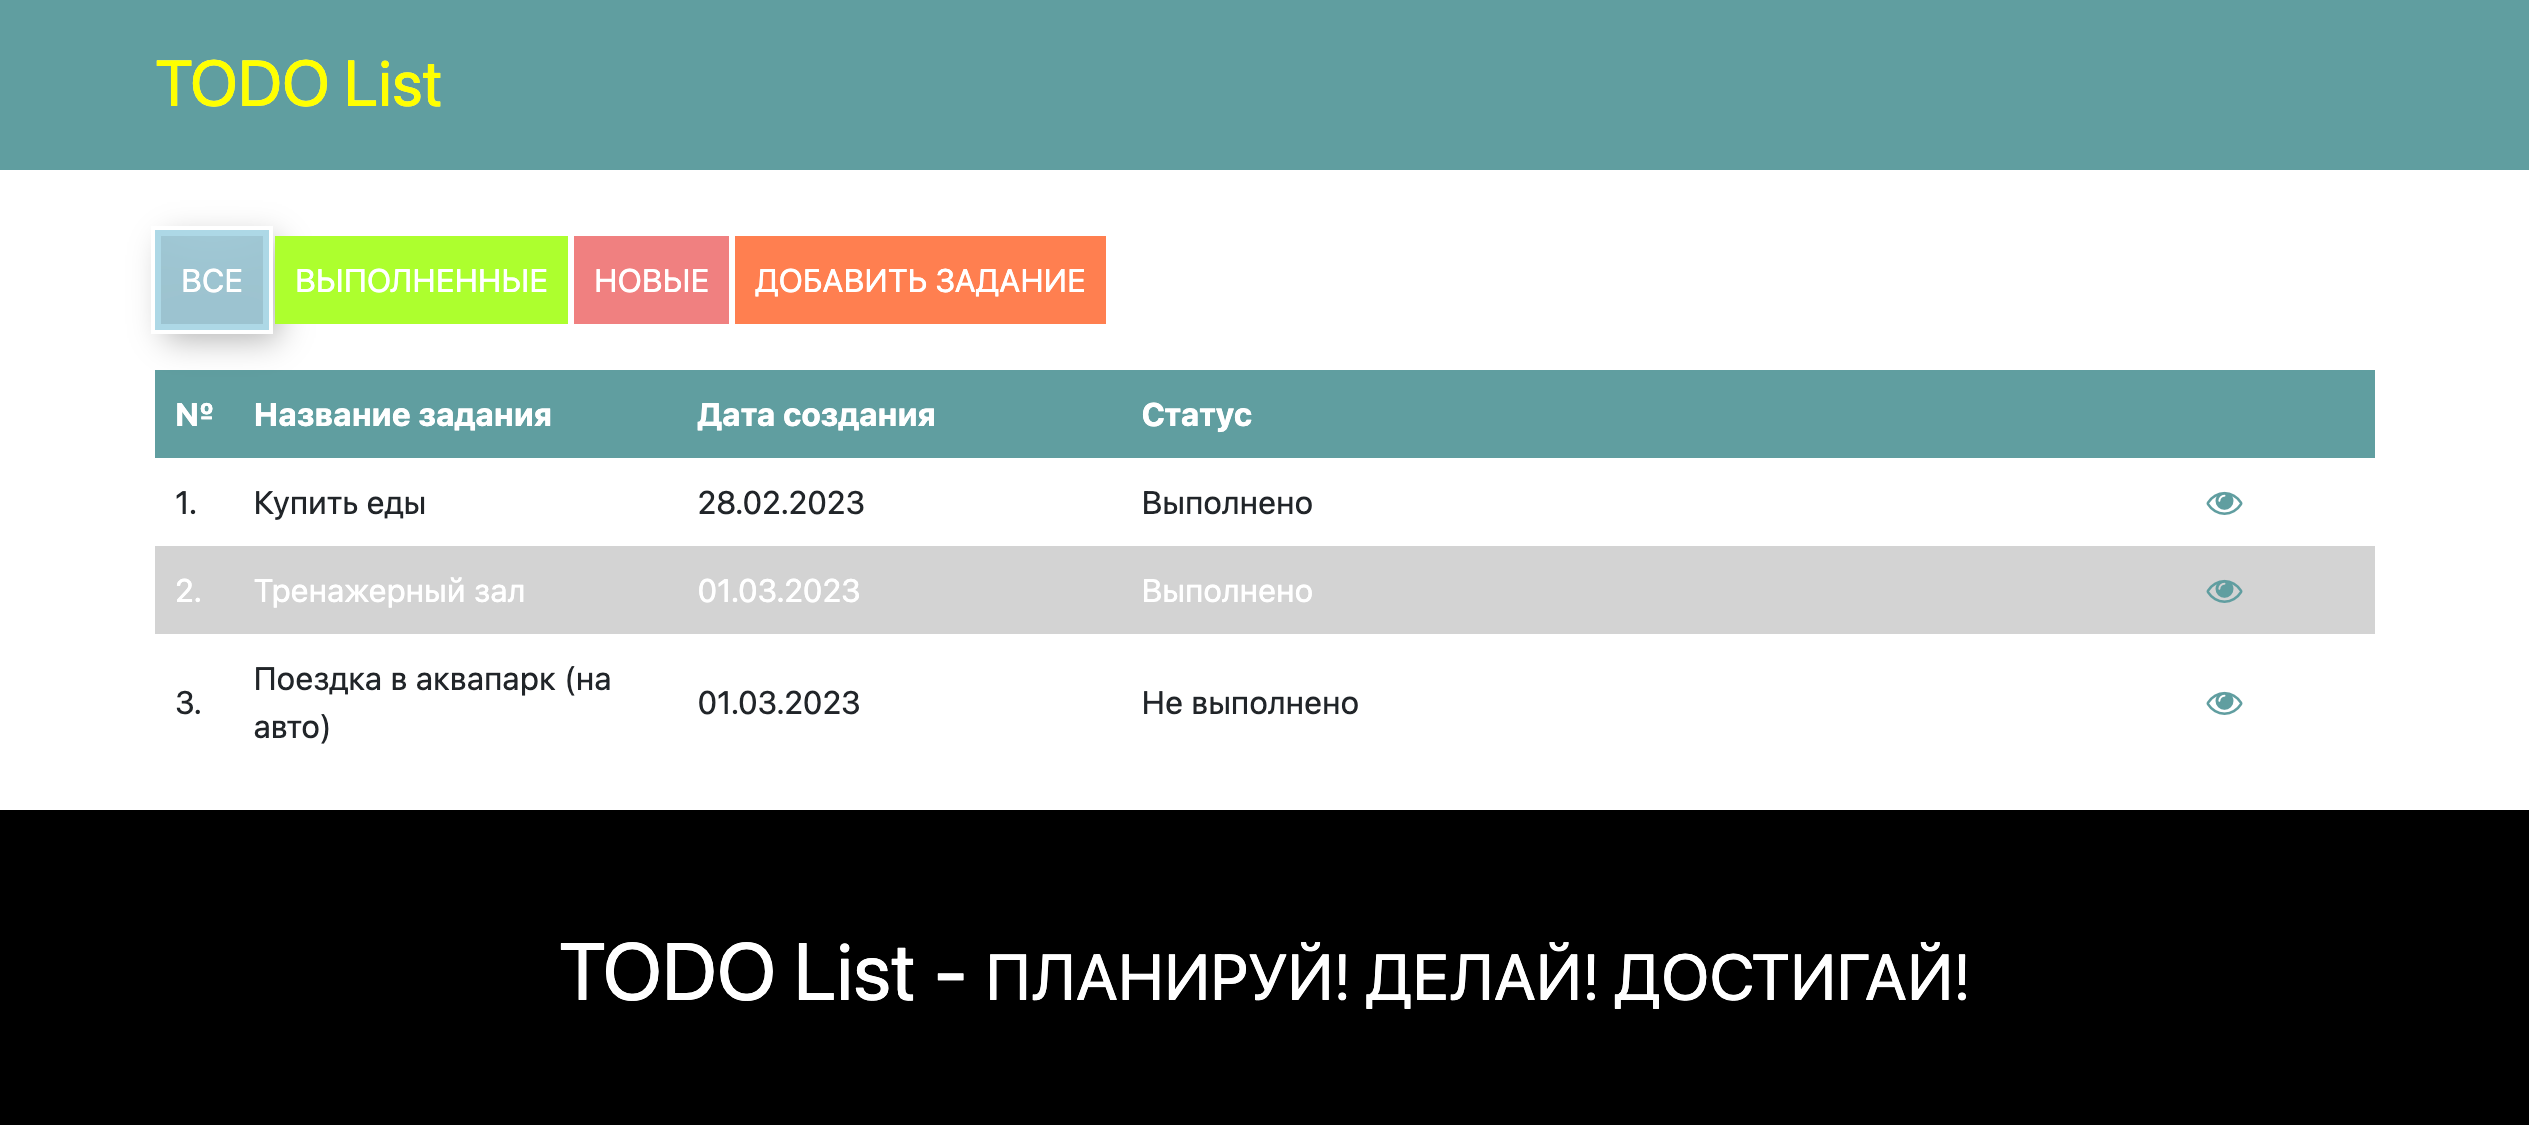 TODO List
ВСЕ ВЫПОЛНЕННЫЕ НОВЫЕ ДОБАВИТЬ ЗАДАНИЕ
№ Название задания Дата создания Статус
1. Купить еды 28.02.2023 Выполнено
2. Тренажерный зал 01.03.2023 Выполнено
3. Поездка в аквапарк (на 01.03.2023 Не выполнено
авто)
TODO List - ПЛАНИРУЙ! ДЕЛАЙ! ДОСТИГАЙ!